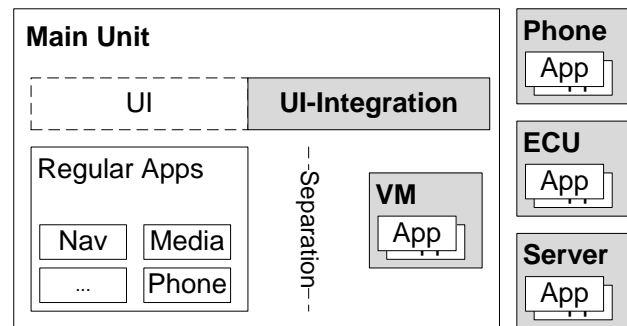 Main Unit
UI
UI-Integration
Regular Apps
Nav
Media
...
Phone
Separation
VM
App
Phone
App
ECU
App
Server
App